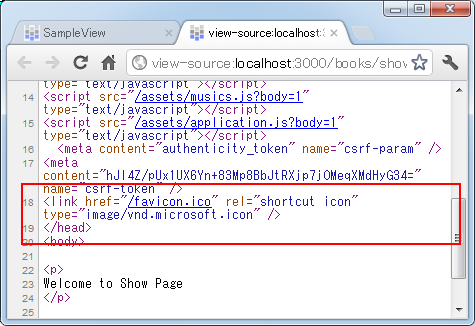 SampleView
view-source:localhost:3
view-source:localhost:3000/books/show
type="text/javascript"></script>
14 <script src="/assets/musics.js?body=1"
type="text/javascript"></script>
15 <script src="/assets/application.js?body=1"
type="text/javascript"></script>
16 <meta content="authenticity_token" name="csrf-param" />
17 <meta
content="hJI4Z/pUx1UX6Yn+83Mp8BbJtRXjp7jOMeqXMdHyG34="
name="csrf-token" />
18 <link href="/favicon.ico" rel="shortcut icon"
type="image/vnd.microsoft.icon" />
19 </head>
20 <body>
21
22 <p>
23 Welcome to Show Page
24 </p>
25